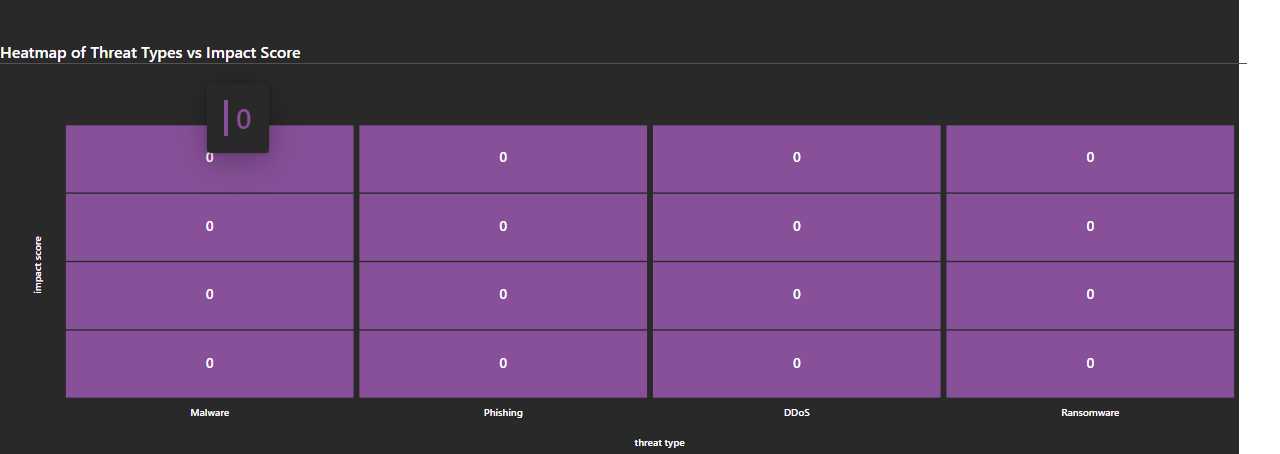 Heatmap of Threat Types vs Impact Score
0
0 0 0 0
0 0 0 0
impact score
0 0 0 0
0 0 0 0
Malware Phishing DDoS Ransomware
threat type